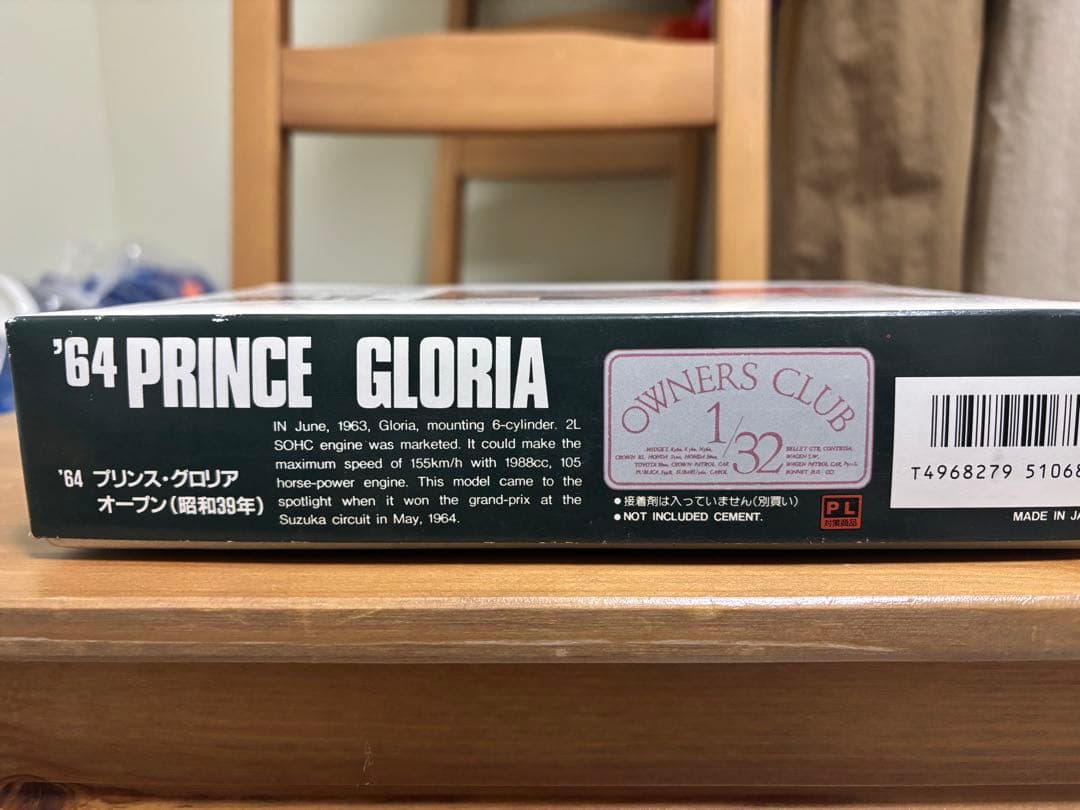 '64 PRINCE GLORIA
IN June, 1963, Gloria, mounting 6-cylinder. 2L
SOHC engine was marketed. It could make the
maximum speed of 155km/h with 1988cc, 105
horse-power engine. This model came to the
spotlight when it won the grand-prix at the
Suzuka circuit in May, 1964.
'64 プリンス・グロリア
オープン(昭和39年)
OWNERS CLUB
1/32
●接着剤は入っていません(別買い)
●NOT INCLUDED CEMENT.
PL
対策商品
T4968279 51068
MADE IN JA